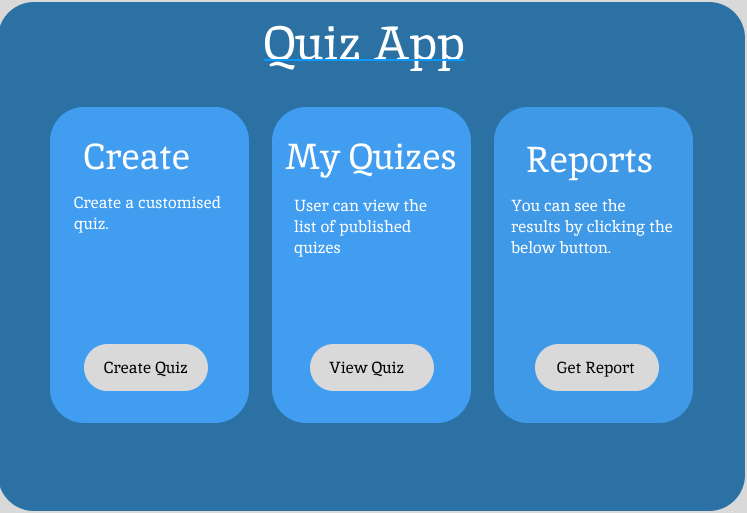 Quiz App
Create
Create a customised
quiz.
Create Quiz
My Quizes
User can view the
list of published
quizes
View Quiz
Reports
You can see the
results by clicking the
below button.
Get Report